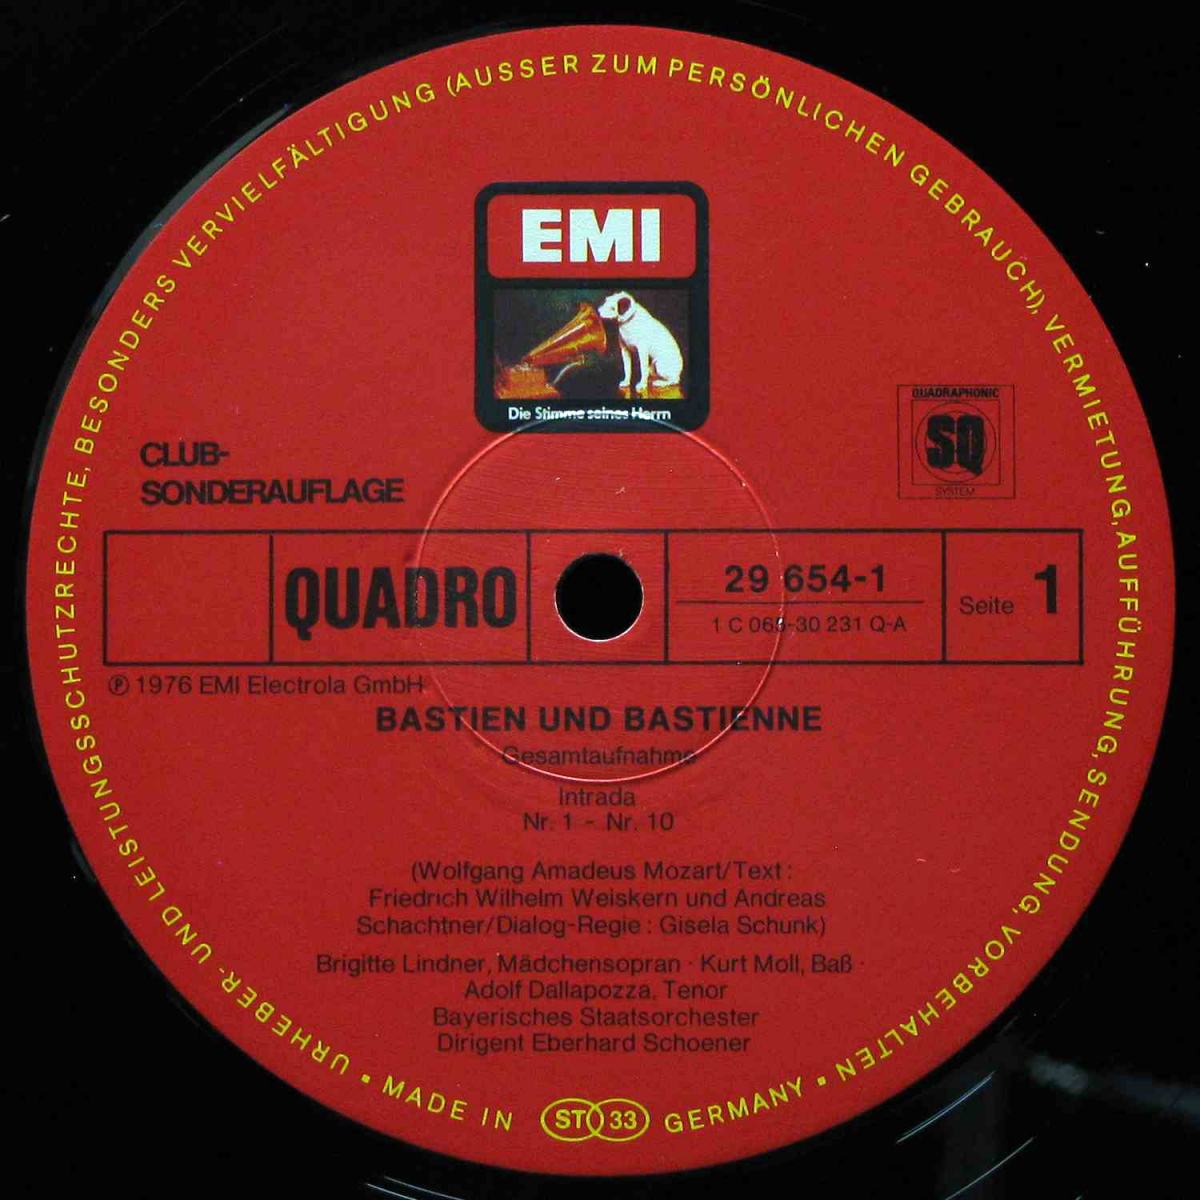 URHEBER- UND LEISTUNGSSCHUTZRECHTE, BESONDERS VERVIELFÄLTIGUNG (AUSSER ZUM PERSÖNLICHEN GEBRAUCH), VERMIETUNG, AUFFÜHRUNG, SENDUNG, VORBEHALTEN
EMI
Die Stimme seines Herrn
QUADRAPHONIC
SQ
SYSTEM
CLUB-
SONDERAUFLAGE
QUADRO
29 654-1
1 C 065-30 231 Q-A
Seite 1
℗ 1976 EMI Electrola GmbH
BASTIEN UND BASTIENNE
Gesamtaufnahme
Intrada
Nr. 1 - Nr. 10
(Wolfgang Amadeus Mozart/Text:
Friedrich Wilhelm Weiskern und Andreas
Schachtner/Dialog-Regie: Gisela Schunk)
Brigitte Lindner, Mädchensopran · Kurt Moll, Baß ·
Adolf Dallapozza, Tenor
Bayerisches Staatsorchester
Dirigent Eberhard Schoener
▪ MADE IN ST 33 GERMANY ▪